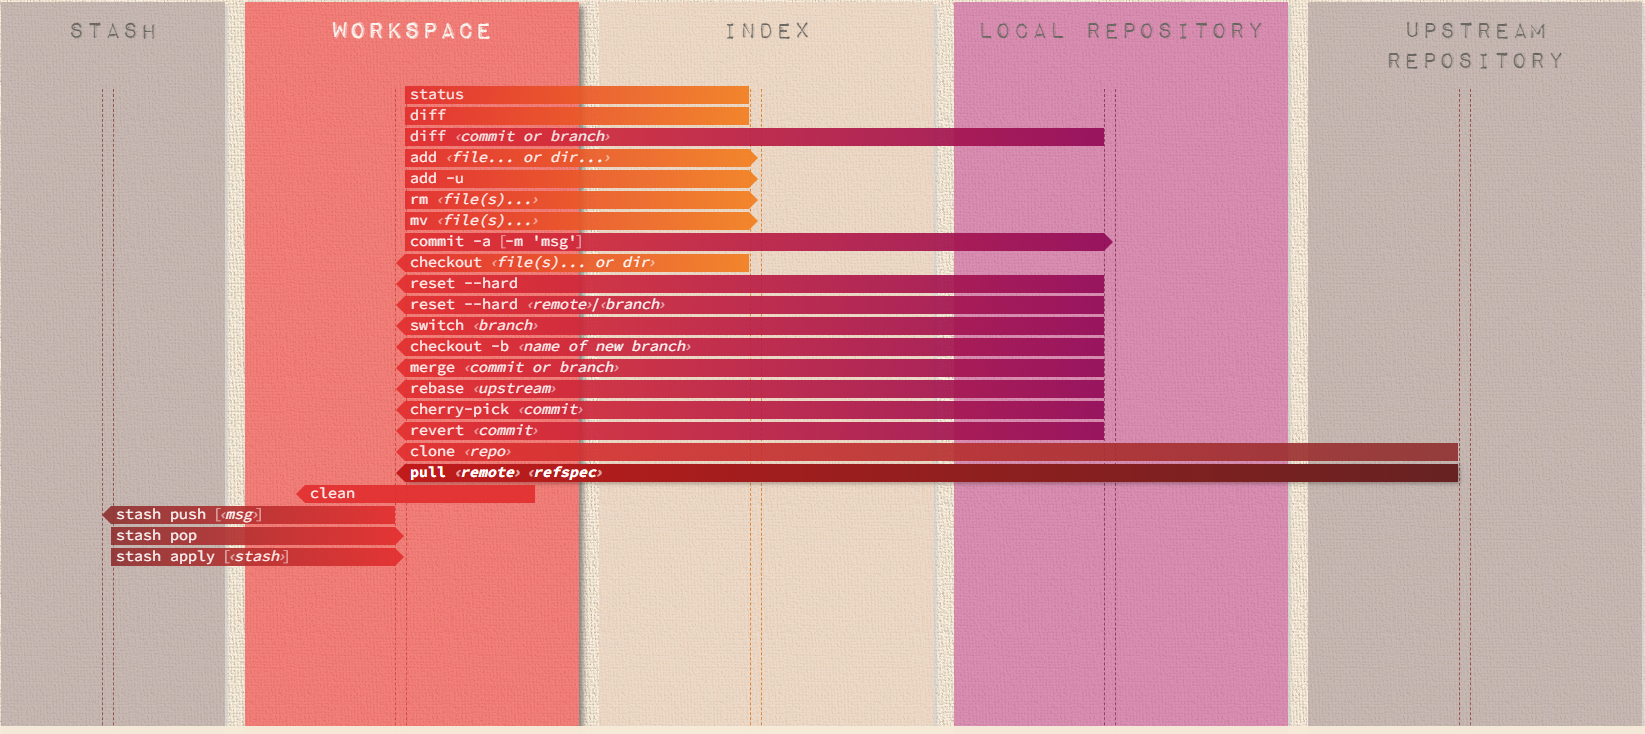 STASH
WORKSPACE
INDEX
LOCAL REPOSITORY
UPSTREAM
REPOSITORY
status
diff
diff ‹commit or branch›
add ‹file... or dir...›
add -u
rm ‹file(s)...›
mv ‹file(s)...›
commit -a [-m 'msg']
checkout ‹file(s)... or dir›
reset --hard
reset --hard ‹remote›/‹branch›
switch ‹branch›
checkout -b ‹name of new branch›
merge ‹commit or branch›
rebase ‹upstream›
cherry-pick ‹commit›
revert ‹commit›
clone ‹repo›
pull ‹remote› ‹refspec›
clean
stash push [‹msg›]
stash pop
stash apply [‹stash›]